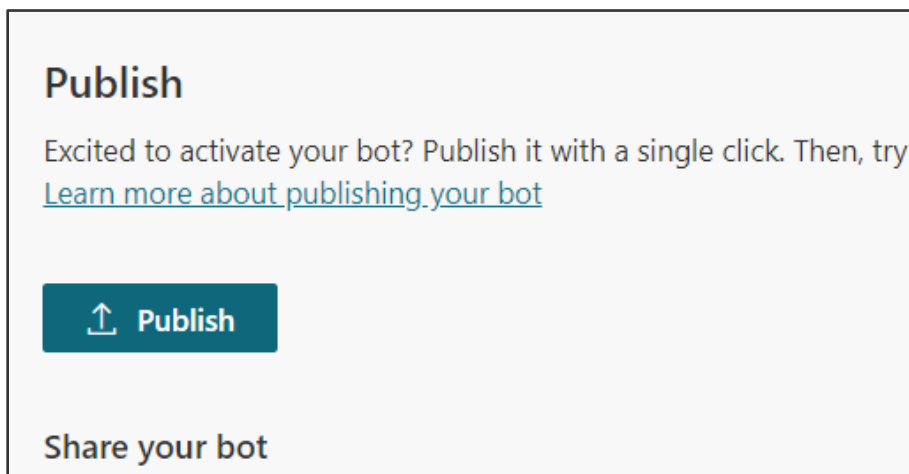 Publish
Excited to activate your bot? Publish it with a single click. Then, try
Learn more about publishing your bot
Publish
Share your bot